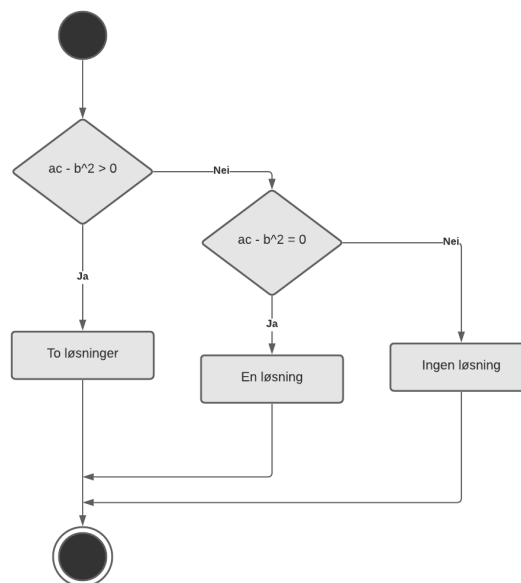 ac - b^2 > 0
Nei
ac - b^2 = 0
Nei
Ja
Ja
To løsninger
En løsning
Ingen løsning